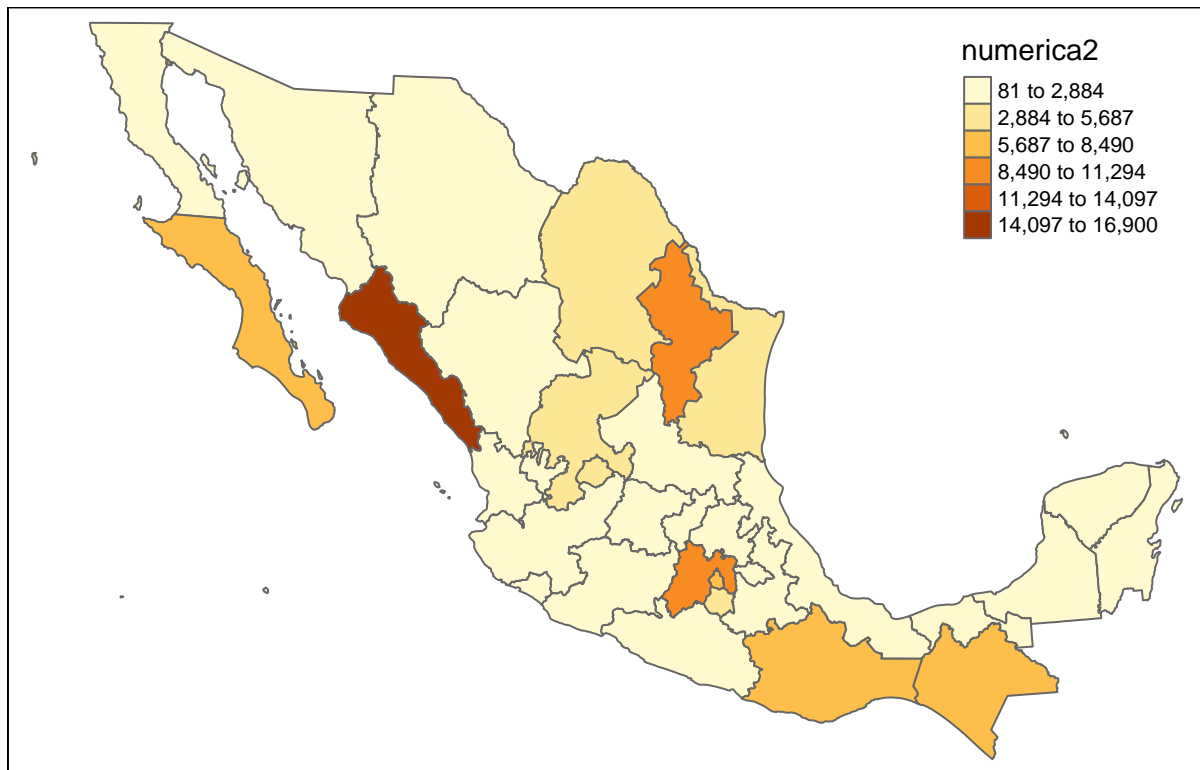 numerica2
81 to 2,884
2,884 to 5,687
5,687 to 8,490
8,490 to 11,294
11,294 to 14,097
14,097 to 16,900